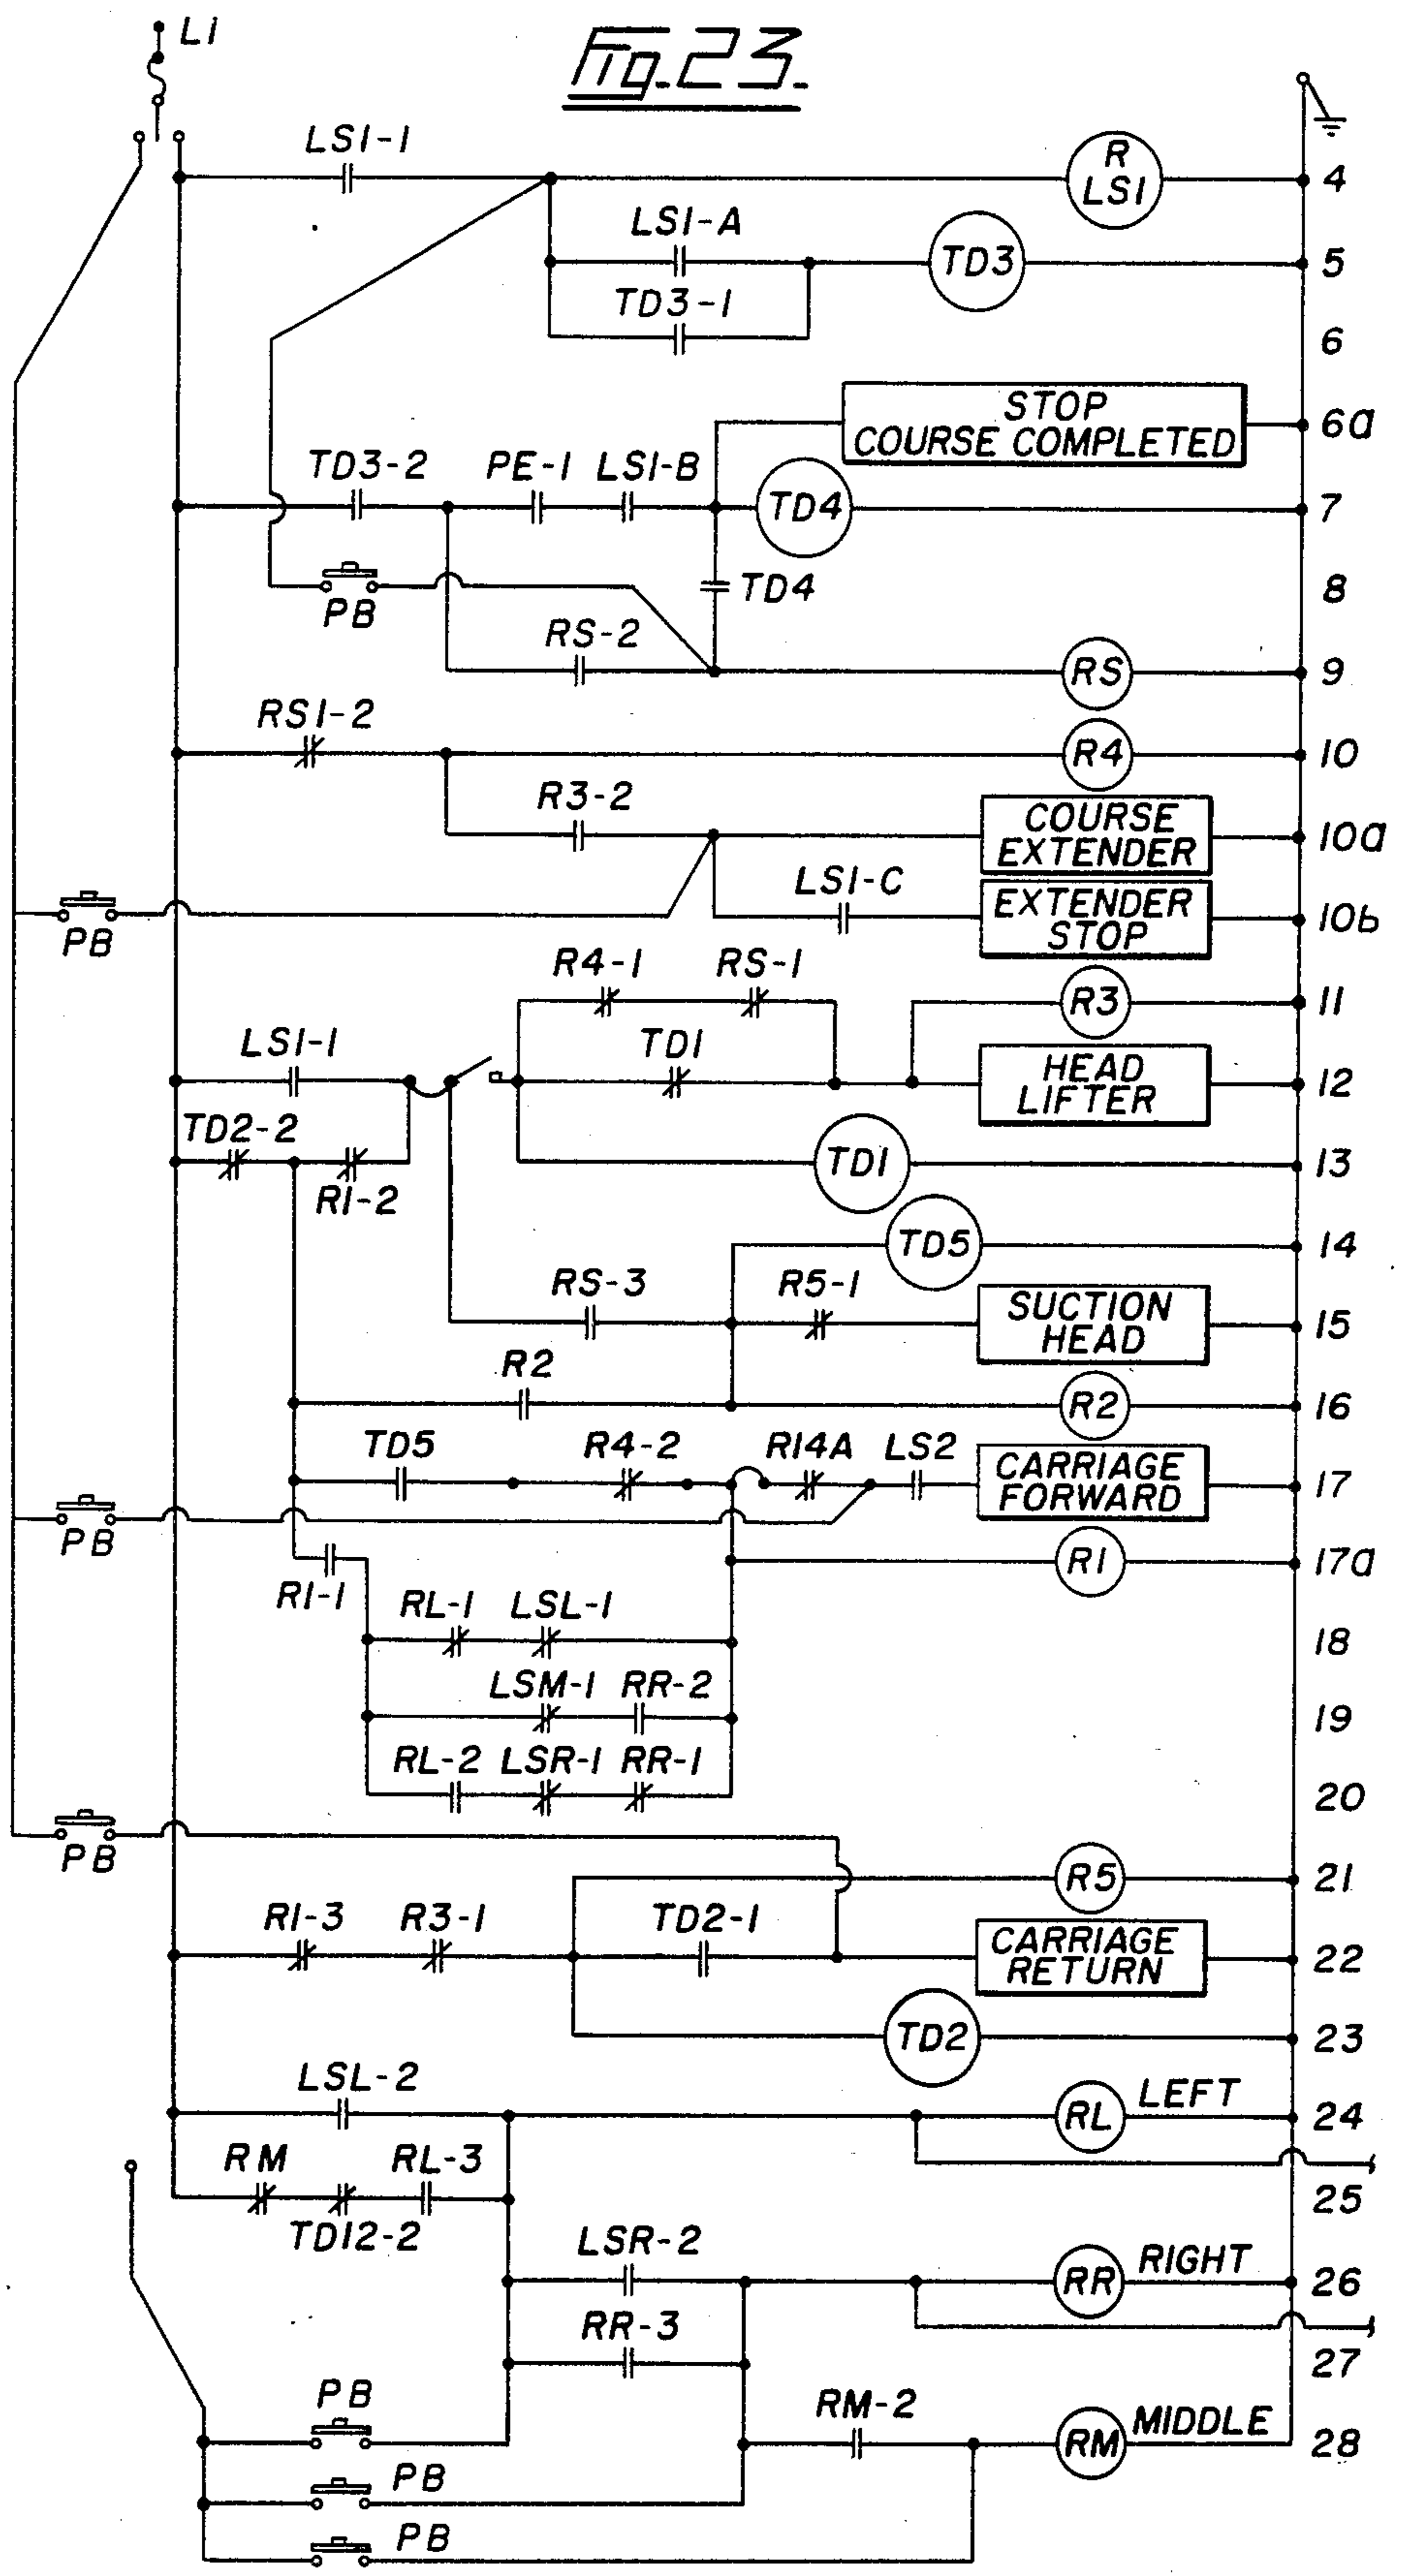 L1
Fig. 23.
LS1-1
R
LS1
4
LS1-A
TD3
5
TD3-1
6
STOP
COURSE COMPLETED
6a
TD3-2
PE-1
LS1-B
TD4
7
PB
TD4
8
RS-2
RS
9
RS1-2
R4
10
R3-2
COURSE
EXTENDER
10a
PB
LS1-C
EXTENDER
STOP
10b
R4-1
RS-1
R3
11
LS1-1
TD1
HEAD
LIFTER
12
TD2-2
R1-2
TD1
13
TD5
14
RS-3
R5-1
SUCTION
HEAD
15
R2
R2
16
TD5
R4-2
R14A
LS2
CARRIAGE
FORWARD
17
PB
R1-1
R1
17a
RL-1
LSL-1
18
LSM-1
RR-2
19
RL-2
LSR-1
RR-1
20
PB
R5
21
R1-3
R3-1
TD2-1
CARRIAGE
RETURN
22
TD2
23
LSL-2
RL
LEFT
24
RM
TD12-2
RL-3
25
LSR-2
RR
RIGHT
26
RR-3
27
PB
RM-2
RM
MIDDLE
28
PB
PB